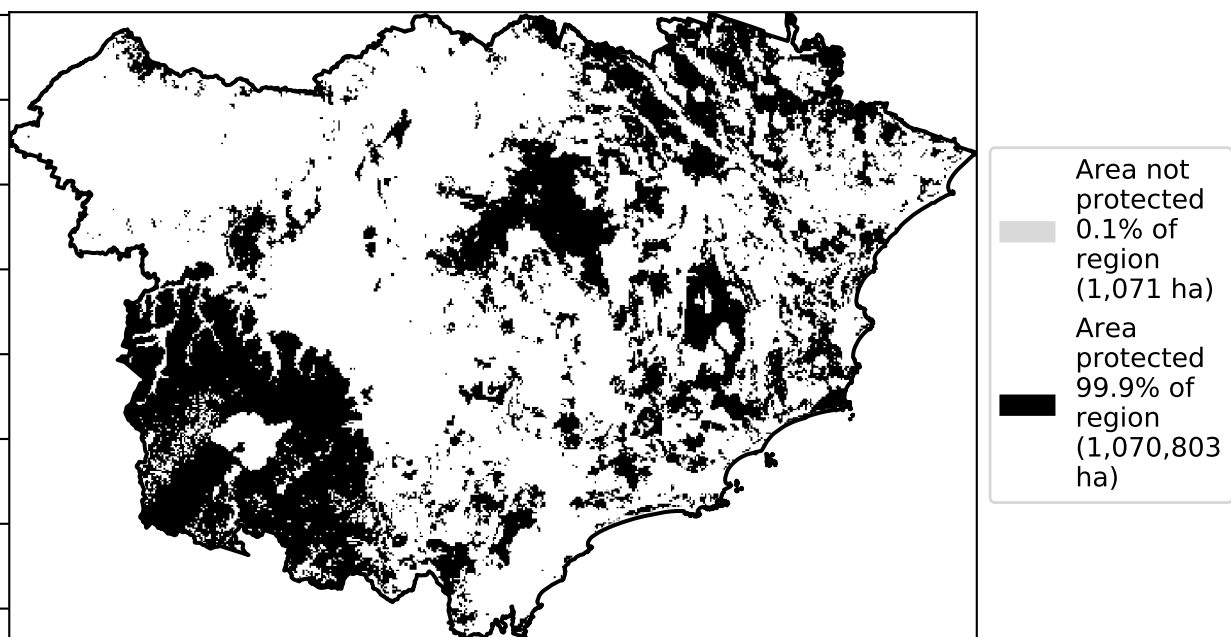 Area not
protected
0.1% of
region
(1,071 ha)
Area
protected
99.9% of
region
(1,070,803
ha)